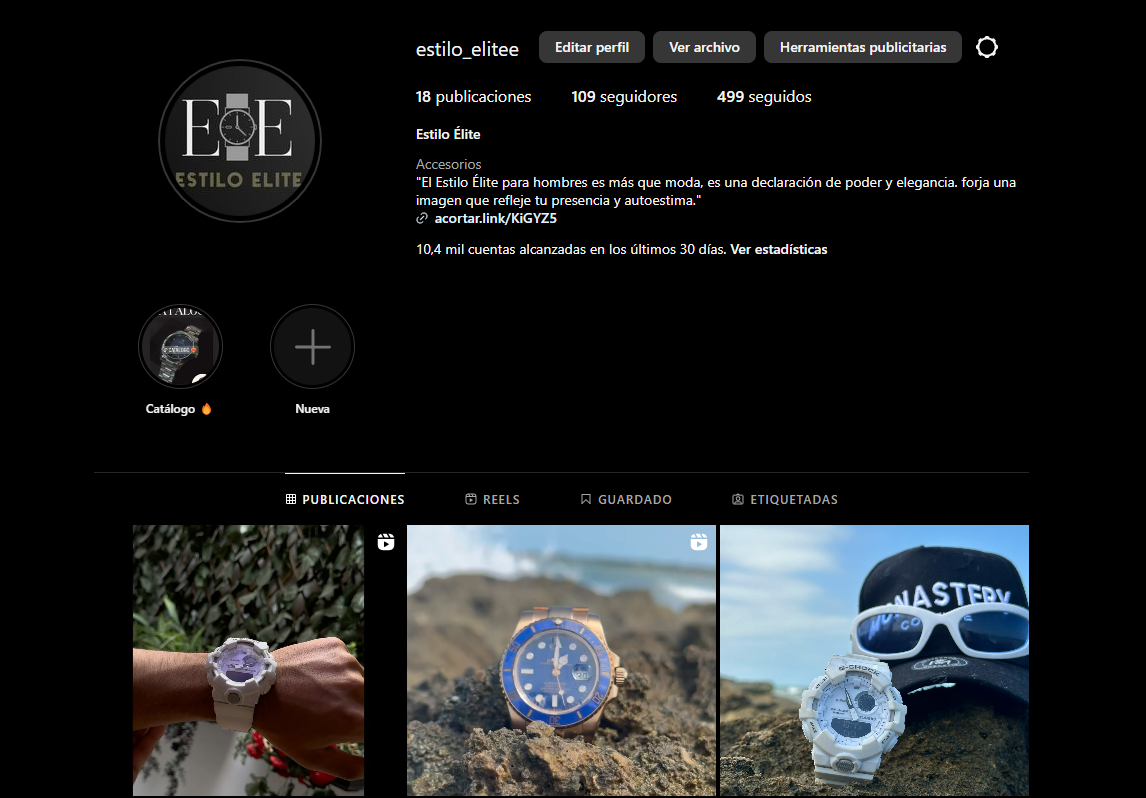 estilo_elitee
Editar perfil
Ver archivo
Herramientas publicitarias
18 publicaciones
109 seguidores
499 seguidos
Estilo Élite
Accesorios
"El Estilo Élite para hombres es más que moda, es una declaración de poder y elegancia. forja una
imagen que refleje tu presencia y autoestima."
acortar.link/KiGYZ5
10,4 mil cuentas alcanzadas en los últimos 30 días. Ver estadísticas
E E
ESTILO ELITE
CATÁLOGO
Catálogo
Nueva
PUBLICACIONES
REELS
GUARDADO
ETIQUETADAS
G-SHOCK